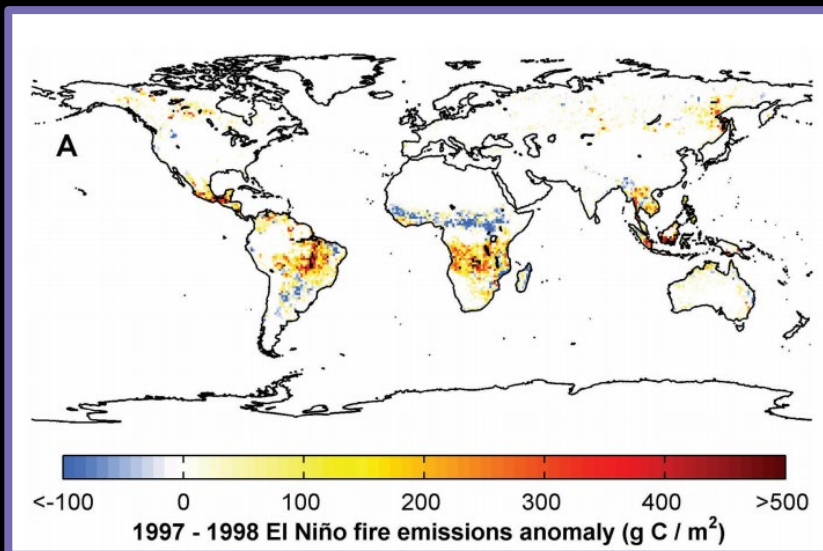 A
<-100 0 100 200 300 400 >500
1997 - 1998 El Niño fire emissions anomaly (g C / m²)